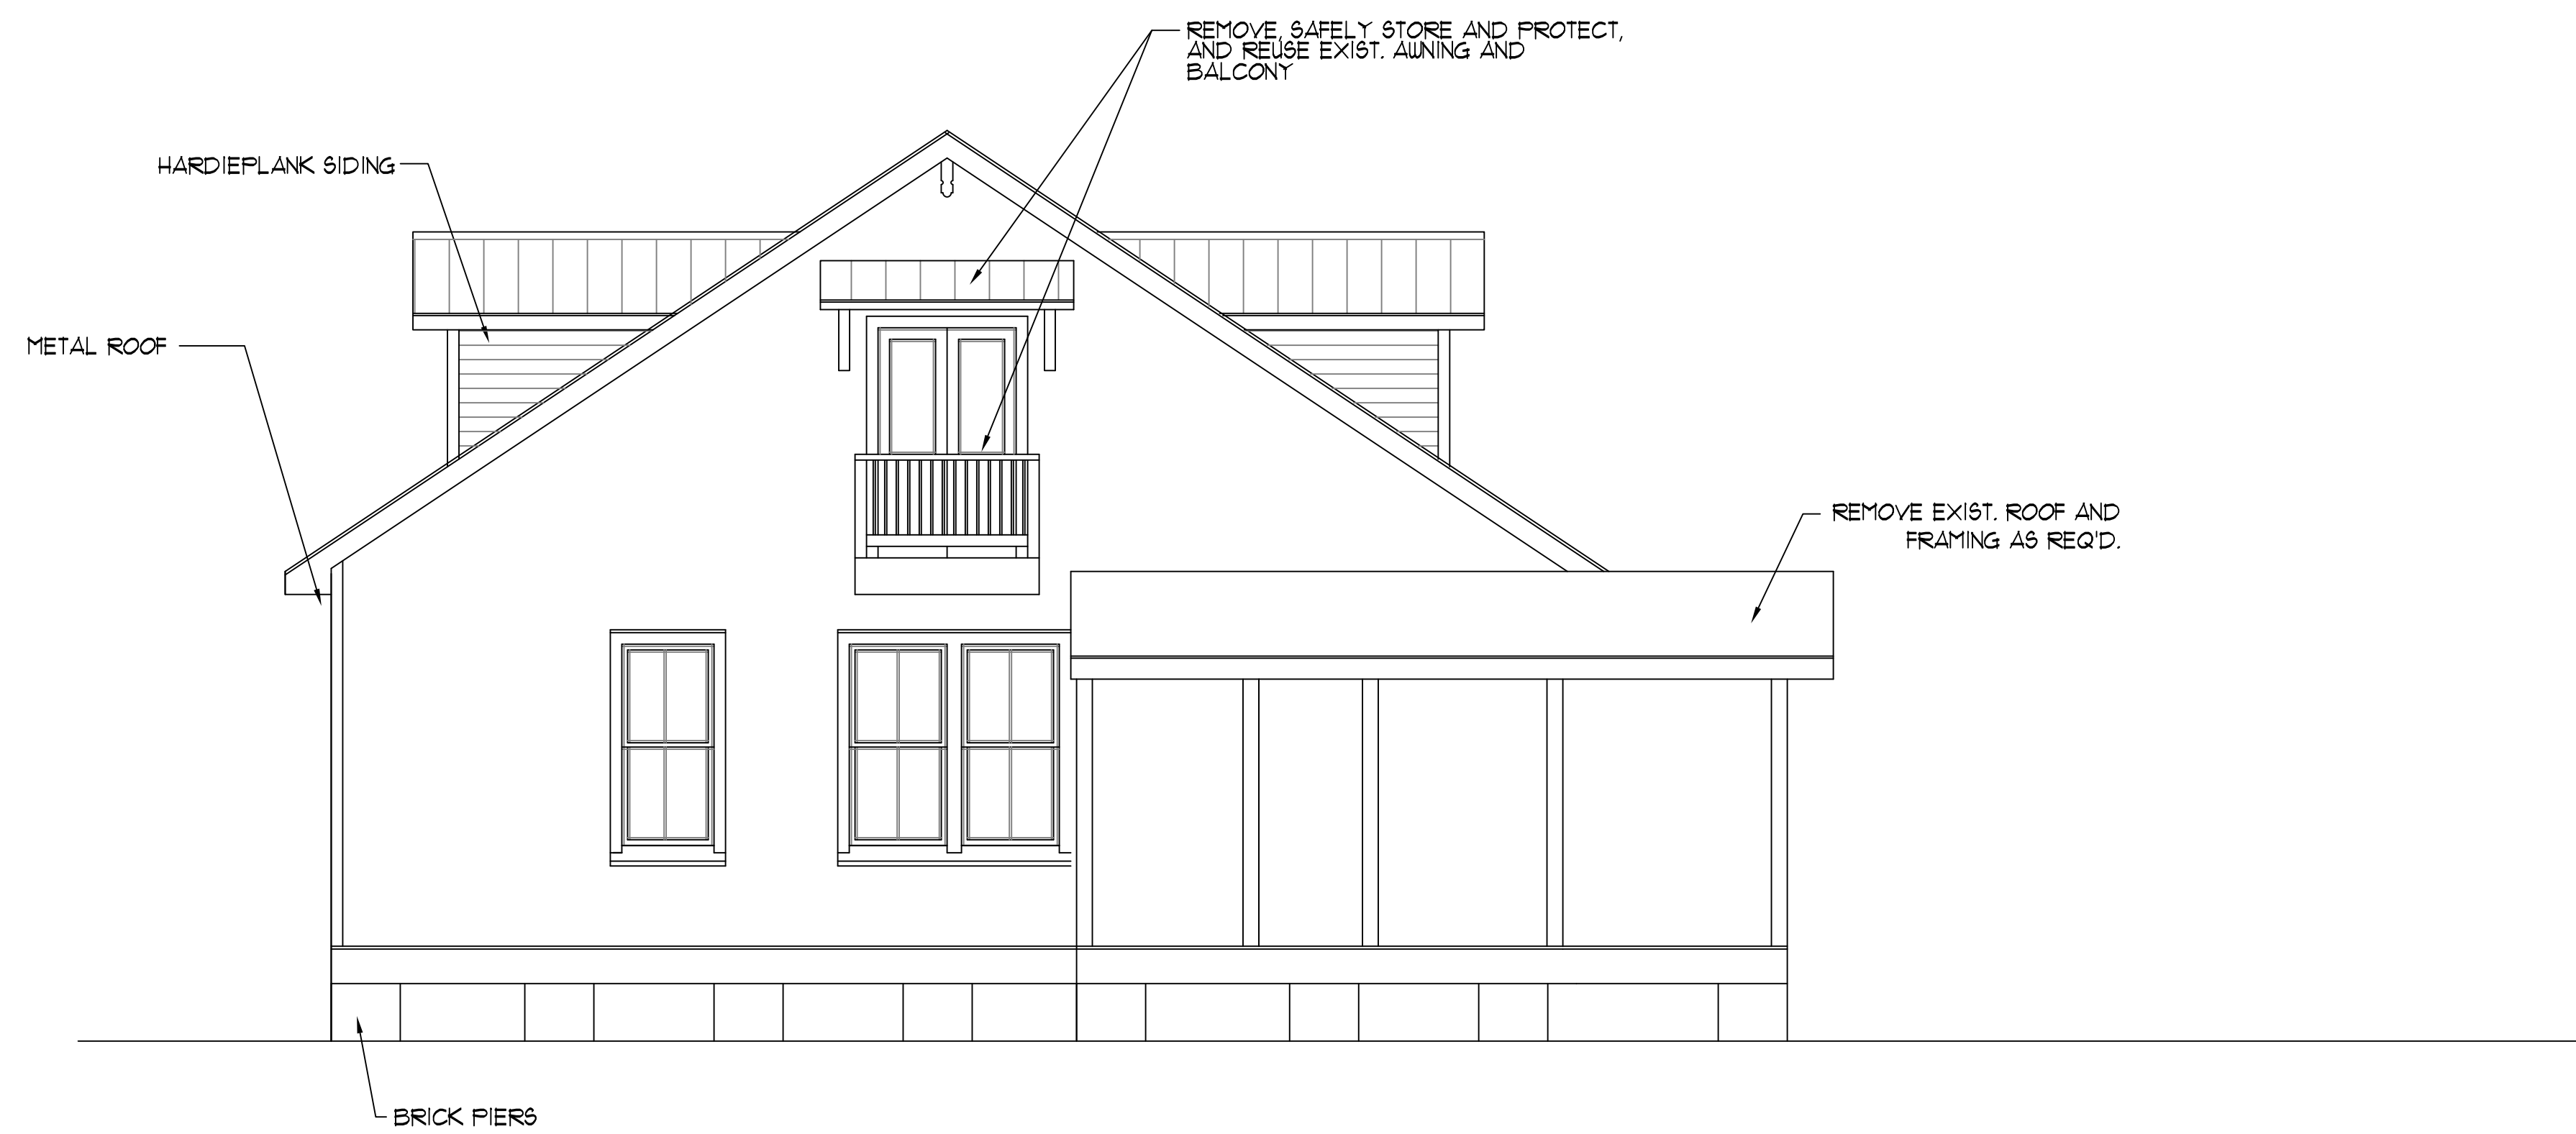 REMOVE, SAFELY STORE AND PROTECT,
AND REUSE EXIST. AWNING AND
BALCONY
HARDIEPLANK SIDING
METAL ROOF
REMOVE EXIST. ROOF AND
FRAMING AS REQ'D.
BRICK PIERS